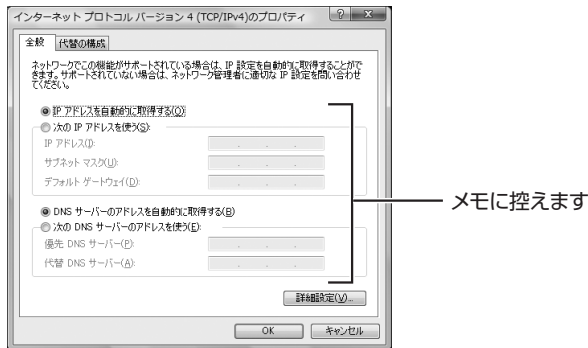 インターネット プロトコル バージョン 4 (TCP/IPv4)のプロパティ
全般 代替の構成
ネットワークでこの機能がサポートされている場合は、IP 設定を自動的に取得することがで
きます。サポートされていない場合は、ネットワーク管理者に適切な IP 設定を問い合わせ
てください。
IP アドレスを自動的に取得する(O)
次の IP アドレスを使う(S):
IP アドレス(I):
サブネット マスク(U):
デフォルト ゲートウェイ(D):
メモに控えます
DNS サーバーのアドレスを自動的に取得する(B)
次の DNS サーバーのアドレスを使う(E):
優先 DNS サーバー(P):
代替 DNS サーバー(A):
詳細設定(V)...
OK キャンセル